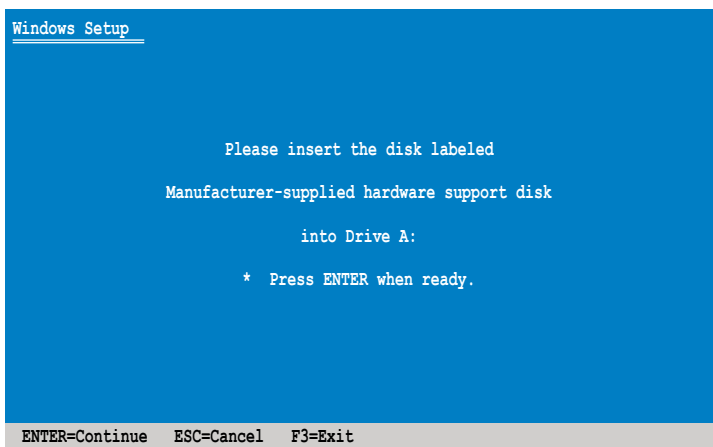 Windows Setup
Please insert the disk labeled
Manufacturer-supplied hardware support disk
into Drive A:
*  Press ENTER when ready.
ENTER=Continue  ESC=Cancel  F3=Exit